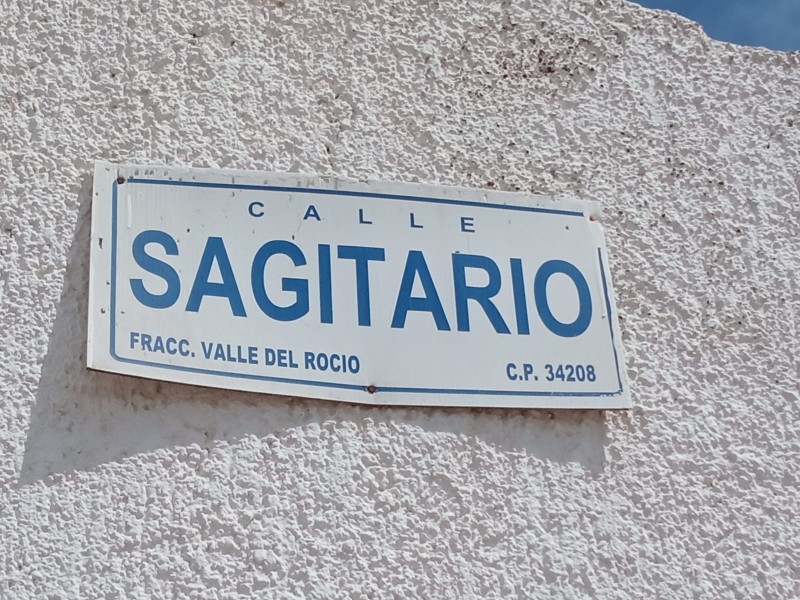 CALLE
SAGITARIO
FRACC. VALLE DEL ROCIO
C.P. 34208